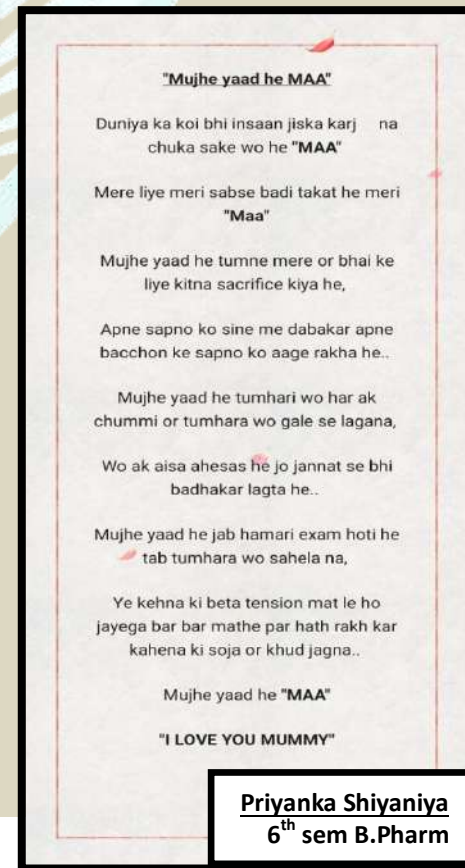 "Mujhe yaad he MAA"
Duniya ka koi bhi insaan jiska karj na
chuka sake wo he "MAA"
Mere liye meri sabse badi takat he meri
"Maa"
Mujhe yaad he tumne mere or bhai ke
liye kitna sacrifice kiya he,
Apne sapno ko sine me dabakar apne
bacchon ke sapno ko aage rakha he..
Mujhe yaad he tumhari wo har ak
chummi or tumhara wo gale se lagana,
Wo ak aisa ahesas he jo jannat se bhi
badhakar lagta he..
Mujhe yaad he jab hamari exam hoti he
tab tumhara wo sahela na,
Ye kehna ki beta tension mat le ho
jayega bar bar mathe par hath rakh kar
kahena ki soja or khud jagna..
Mujhe yaad he "MAA"
"I LOVE YOU MUMMY"
Priyanka Shiyaniya
6th sem B.Pharm